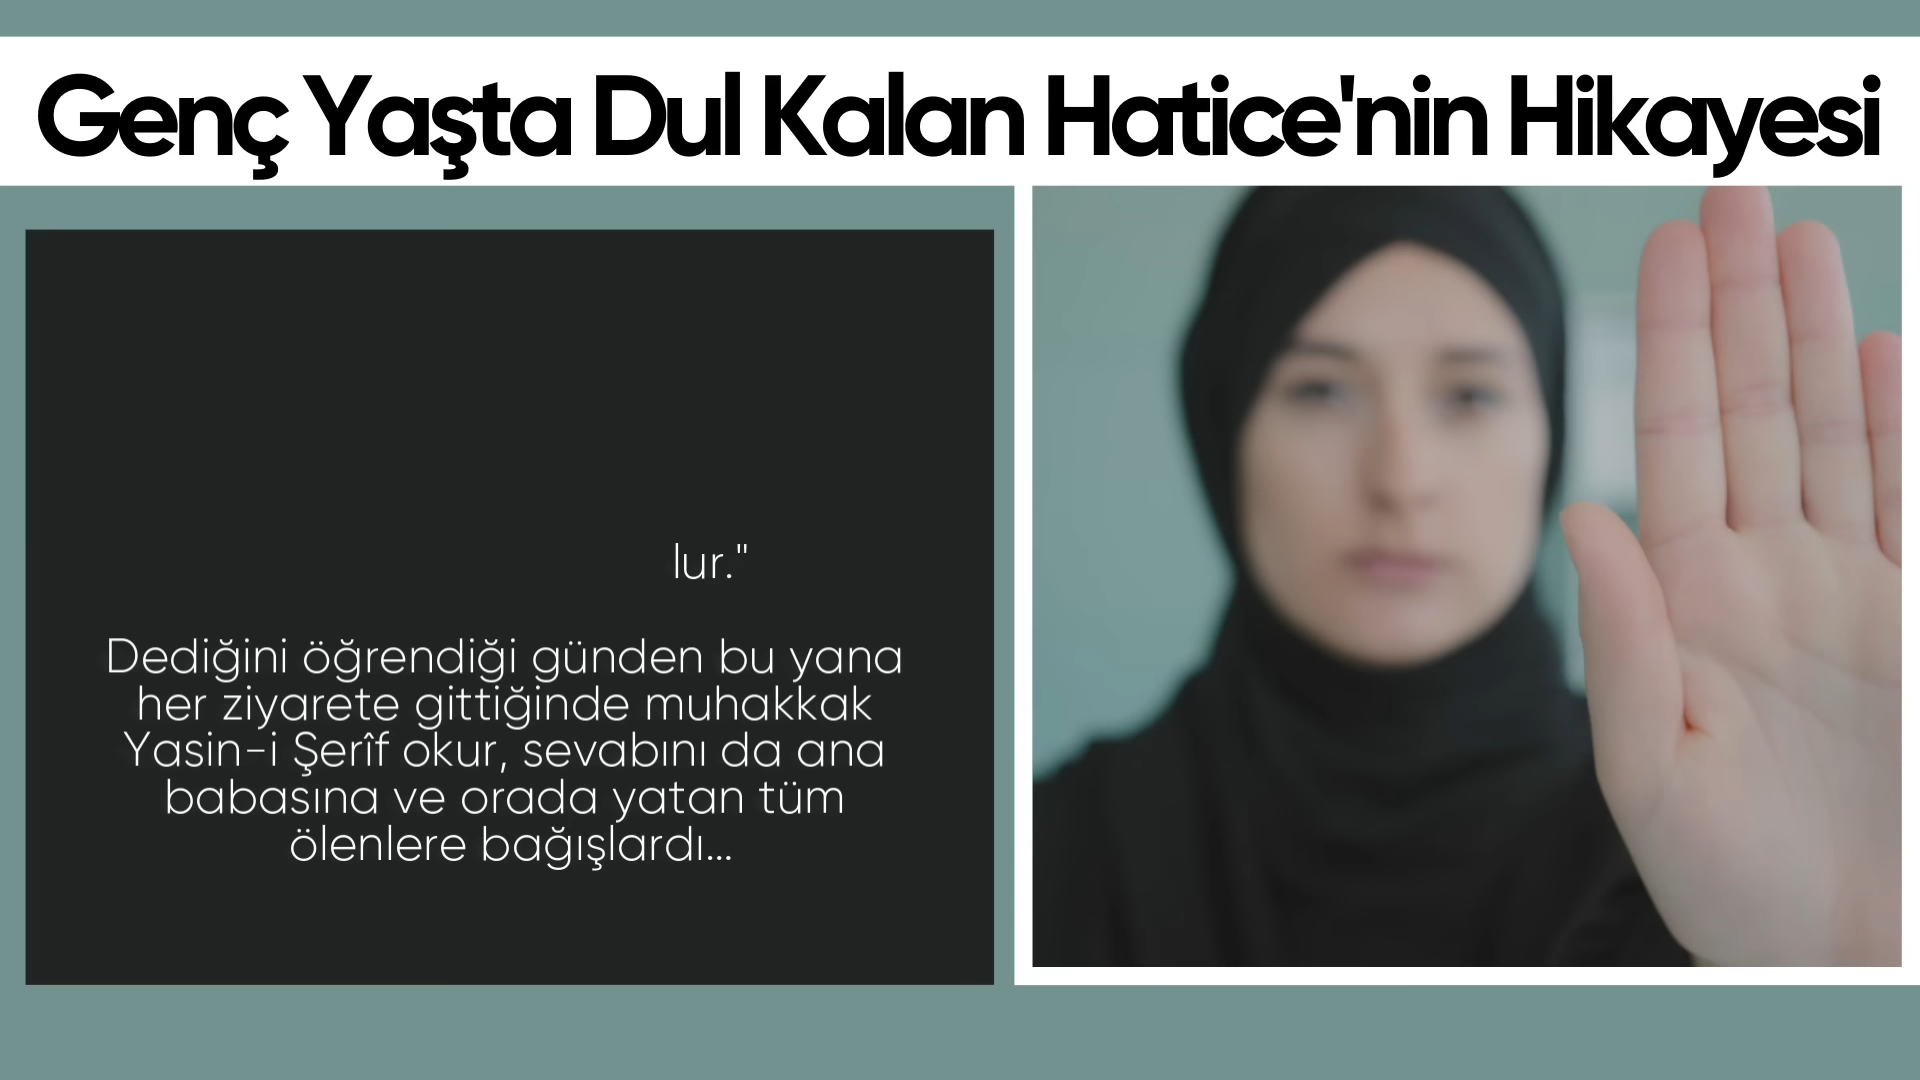 Genç Yaşta Dul Kalan Hatice'nin Hikayesi
lur."
Dediğini öğrendiği günden bu yana
her ziyarete gittiğinde muhakkak
Yasin-i Şerîf okur, sevabını da ana
babasına ve orada yatan tüm
ölenlere bağışlardı...